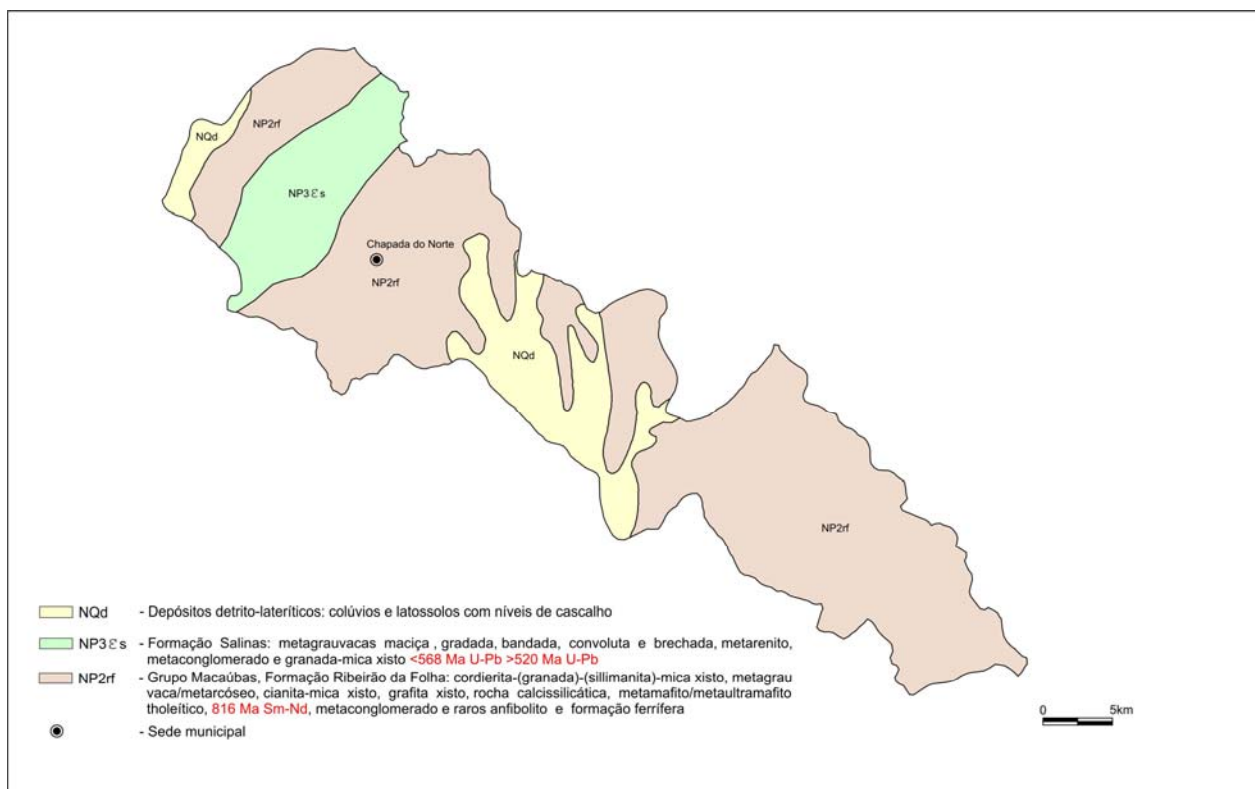 NQd
NP2rf
NP3Ɛs
Chapada do Norte
NP2rf
NQd
NP2rf
NQd - Depósitos detrito-lateríticos: colúvios e latossolos com níveis de cascalho
NP3Ɛs - Formação Salinas: metagrauvacas maciça , gradada, bandada, convoluta e brechada, metarenito,
metaconglomerado e granada-mica xisto <568 Ma U-Pb >520 Ma U-Pb
NP2rf - Grupo Macaúbas, Formação Ribeirão da Folha: cordierita-(granada)-(sillimanita)-mica xisto, metagrau
vaca/metarcóseo, cianita-mica xisto, grafita xisto, rocha calcissilicática, metamafito/metaultramafito
tholeítico, 816 Ma Sm-Nd, metaconglomerado e raros anfibolito e formação ferrífera
- Sede municipal
0 5km